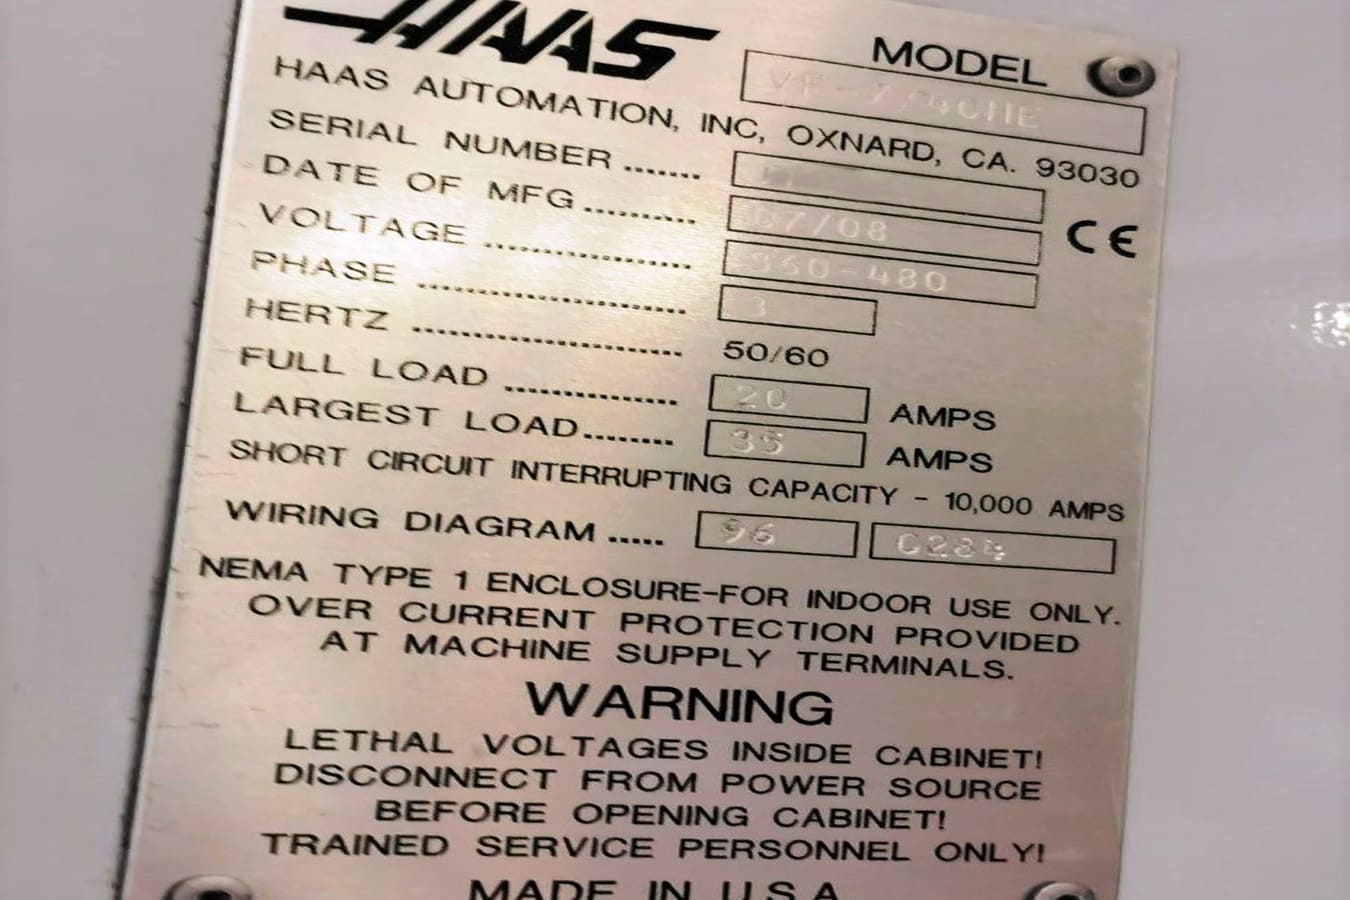 HAAS
MODEL
VF-7/40HE
HAAS AUTOMATION, INC, OXNARD, CA. 93030
SERIAL NUMBER .......
DATE OF MFG .......... 07/08
CE
VOLTAGE .................... 360-480
PHASE ......................... 3
HERTZ ......................... 50/60
FULL LOAD ................ 20 AMPS
LARGEST LOAD........ 35 AMPS
SHORT CIRCUIT INTERRUPTING CAPACITY - 10,000 AMPS
WIRING DIAGRAM ..... 96 C284
NEMA TYPE 1 ENCLOSURE-FOR INDOOR USE ONLY.
OVER CURRENT PROTECTION PROVIDED
AT MACHINE SUPPLY TERMINALS.
WARNING
LETHAL VOLTAGES INSIDE CABINET!
DISCONNECT FROM POWER SOURCE
BEFORE OPENING CABINET!
TRAINED SERVICE PERSONNEL ONLY!
MADE IN U.S.A.